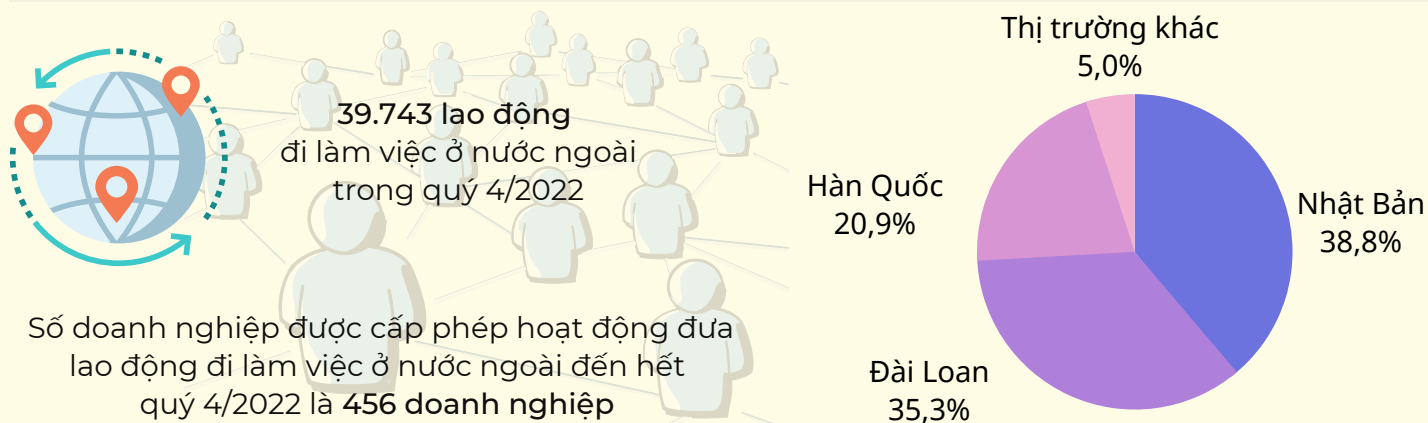 39.743 lao động
đi làm việc ở nước ngoài
trong quý 4/2022
Số doanh nghiệp được cấp phép hoạt động đưa
lao động đi làm việc ở nước ngoài đến hết
quý 4/2022 là 456 doanh nghiệp
Thị trường khác
5,0%
Hàn Quốc
20,9%
Nhật Bản
38,8%
Đài Loan
35,3%